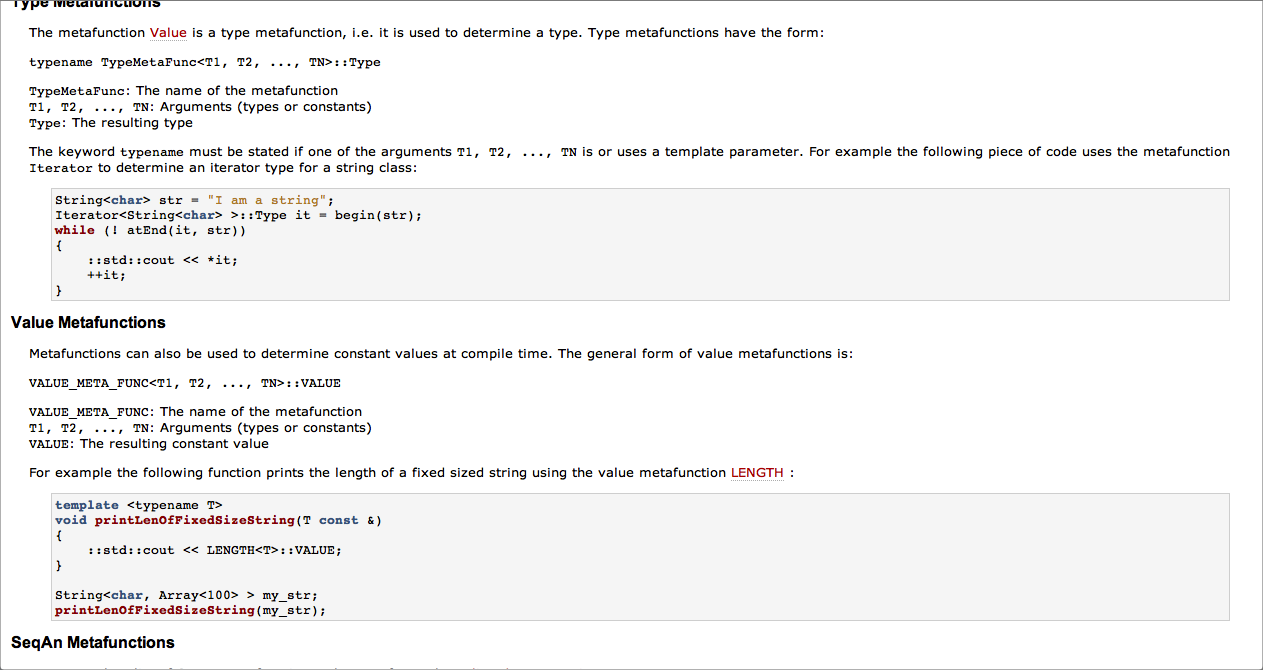 Type Metafunctions
The metafunction Value is a type metafunction, i.e. it is used to determine a type. Type metafunctions have the form:
typename TypeMetaFunc<T1, T2, ..., TN>::Type
TypeMetaFunc: The name of the metafunction
T1, T2, ..., TN: Arguments (types or constants)
Type: The resulting type
The keyword typename must be stated if one of the arguments T1, T2, ..., TN is or uses a template parameter. For example the following piece of code uses the metafunction
Iterator to determine an iterator type for a string class:
String<char> str = "I am a string";
Iterator<String<char> >::Type it = begin(str);
while (! atEnd(it, str))
{
    ::std::cout << *it;
    ++it;
}
Value Metafunctions
Metafunctions can also be used to determine constant values at compile time. The general form of value metafunctions is:
VALUE_META_FUNC<T1, T2, ..., TN>::VALUE
VALUE_META_FUNC: The name of the metafunction
T1, T2, ..., TN: Arguments (types or constants)
VALUE: The resulting constant value
For example the following function prints the length of a fixed sized string using the value metafunction LENGTH :
template <typename T>
void printLenOfFixedSizeString(T const &)
{
    ::std::cout << LENGTH<T>::VALUE;
}
String<char, Array<100> > my_str;
printLenOfFixedSizeString(my_str);
SeqAn Metafunctions